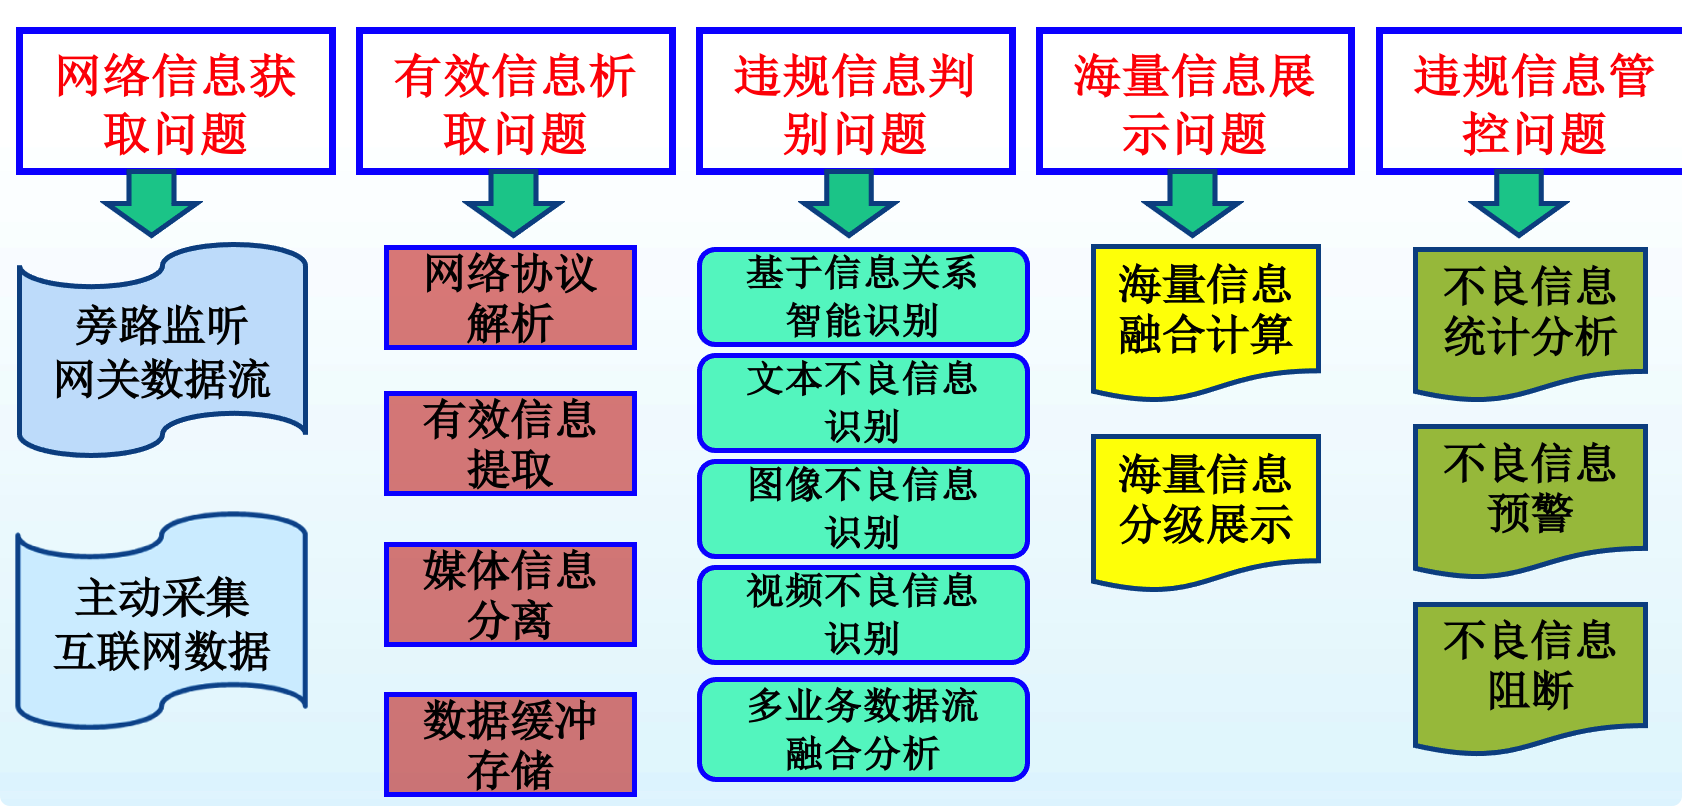 网络信息获
取问题
有效信息析
取问题
违规信息判
别问题
海量信息展
示问题
违规信息管
控问题
旁路监听
网关数据流
主动采集
互联网数据
网络协议
解析
有效信息
提取
媒体信息
分离
数据缓冲
存储
基于信息关系
智能识别
文本不良信息
识别
图像不良信息
识别
视频不良信息
识别
多业务数据流
融合分析
海量信息
融合计算
海量信息
分级展示
不良信息
统计分析
不良信息
预警
不良信息
阻断